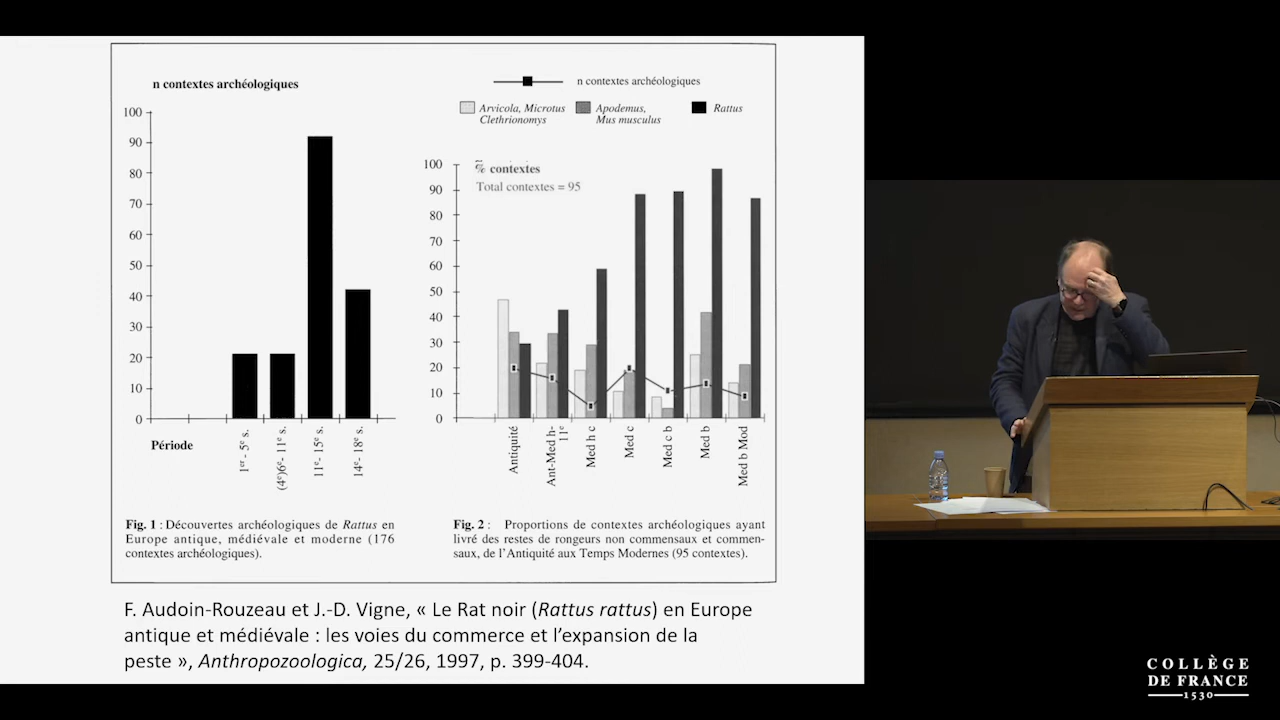 n contextes archéologiques
100
90
80
70
60
50
40
30
20
10
0
Période
1er- 5e s.
(4e)6e- 11e s.
11e- 15e s.
14e- 18e s.
Fig. 1 : Découvertes archéologiques de Rattus en
Europe antique, médiévale et moderne (176
contextes archéologiques).
n contextes archéologiques
Arvicola, Microtus
Clethrionomys
Apodemus,
Mus musculus
Rattus
% contextes
Total contextes = 95
100
90
80
70
60
50
40
30
20
10
0
Antiquité
Ant-Med h-
11e
Med h c
Med c
Med c b
Med b
Med b Mod
Fig. 2 : Proportions de contextes archéologiques ayant
livré des restes de rongeurs non commensaux et commen-
saux, de l'Antiquité aux Temps Modernes (95 contextes).
F. Audoin-Rouzeau et J.-D. Vigne, « Le Rat noir (Rattus rattus) en Europe
antique et médiévale : les voies du commerce et l'expansion de la
peste », Anthropozoologica, 25/26, 1997, p. 399-404.
COLLÈGE
DE FRANCE
1530